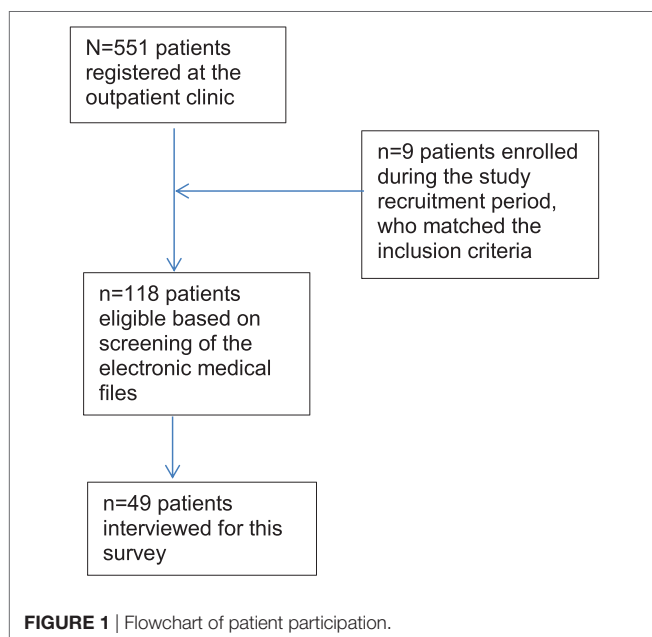 N=551 patients
registered at the
outpatient clinic
n=9 patients enrolled
during the study
recruitment period,
who matched the
inclusion criteria
n=118 patients
eligible based on
screening of the
electronic medical
files
n=49 patients
interviewed for this
survey
FIGURE 1 | Flowchart of patient participation.